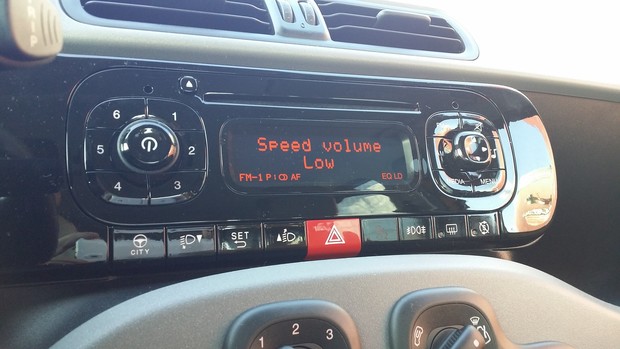 6 1
5 2
4 3
Speed volume
Low
FM-1 P:CD AF EQ LD
MEDIA MENU
CITY
SET
1 2 3